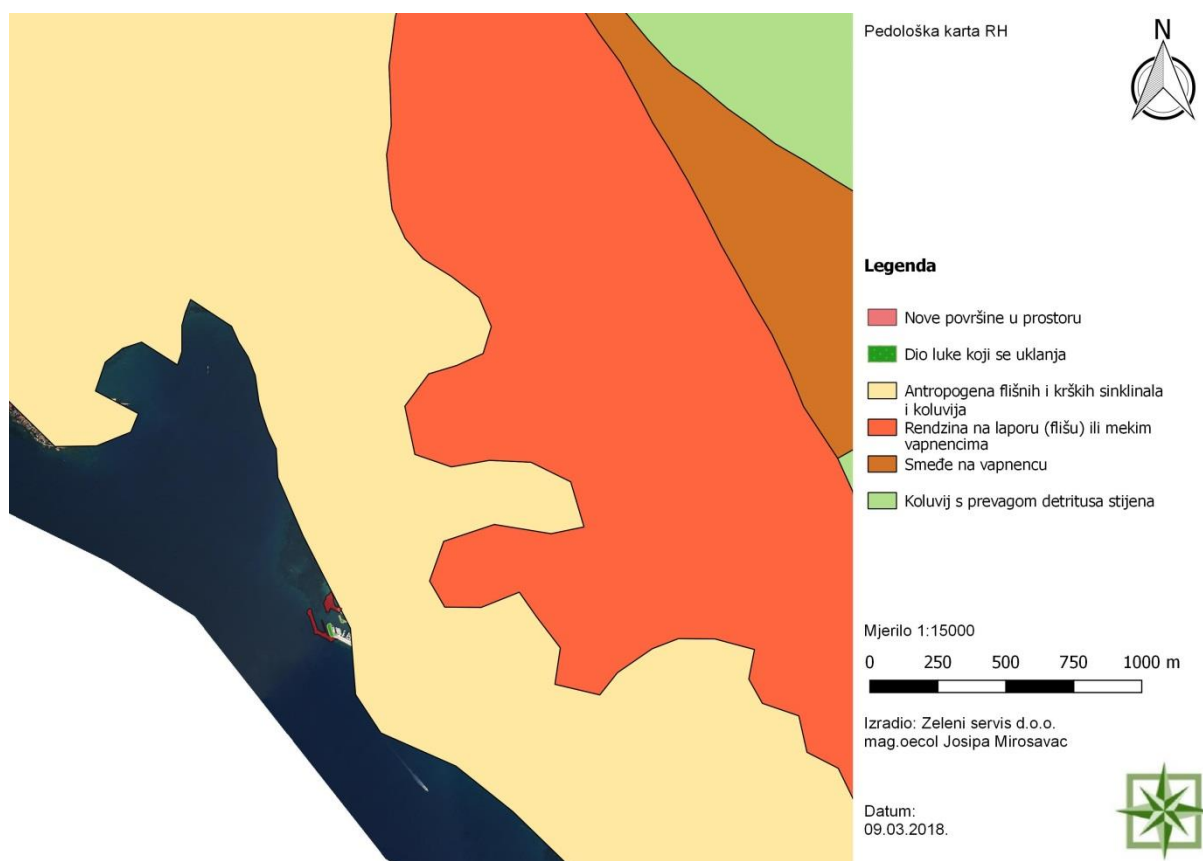 Pedološka karta RH
N
Legenda
Nove površine u prostoru
Dio luke koji se uklanja
Antropogena flišnih i krških sinklinala
i koluvija
Rendzina na laporu (flišu) ili mekim
vapnencima
Smeđe na vapnencu
Koluvij s prevagom detritusa stijena
Mjerilo 1:15000
0 250 500 750 1000 m
Izradio: Zeleni servis d.o.o.
mag.oecol Josipa Mirosavac
Datum:
09.03.2018.